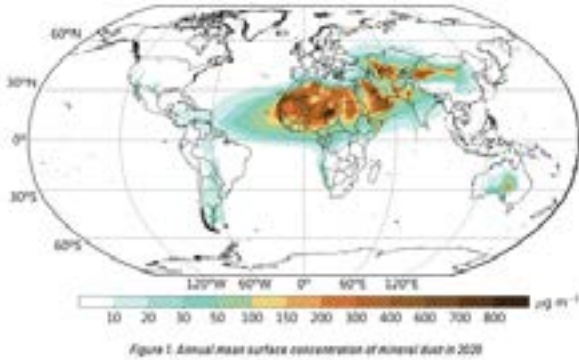 60°N
30°N
0°
30°S
60°S
120°W 60°W 0° 60°E 120°E
10 20 30 50 100 150 200 300 400 500 600 700 800 µg m⁻³
Figure 1: Annual mean surface concentration of mineral dust in 2020